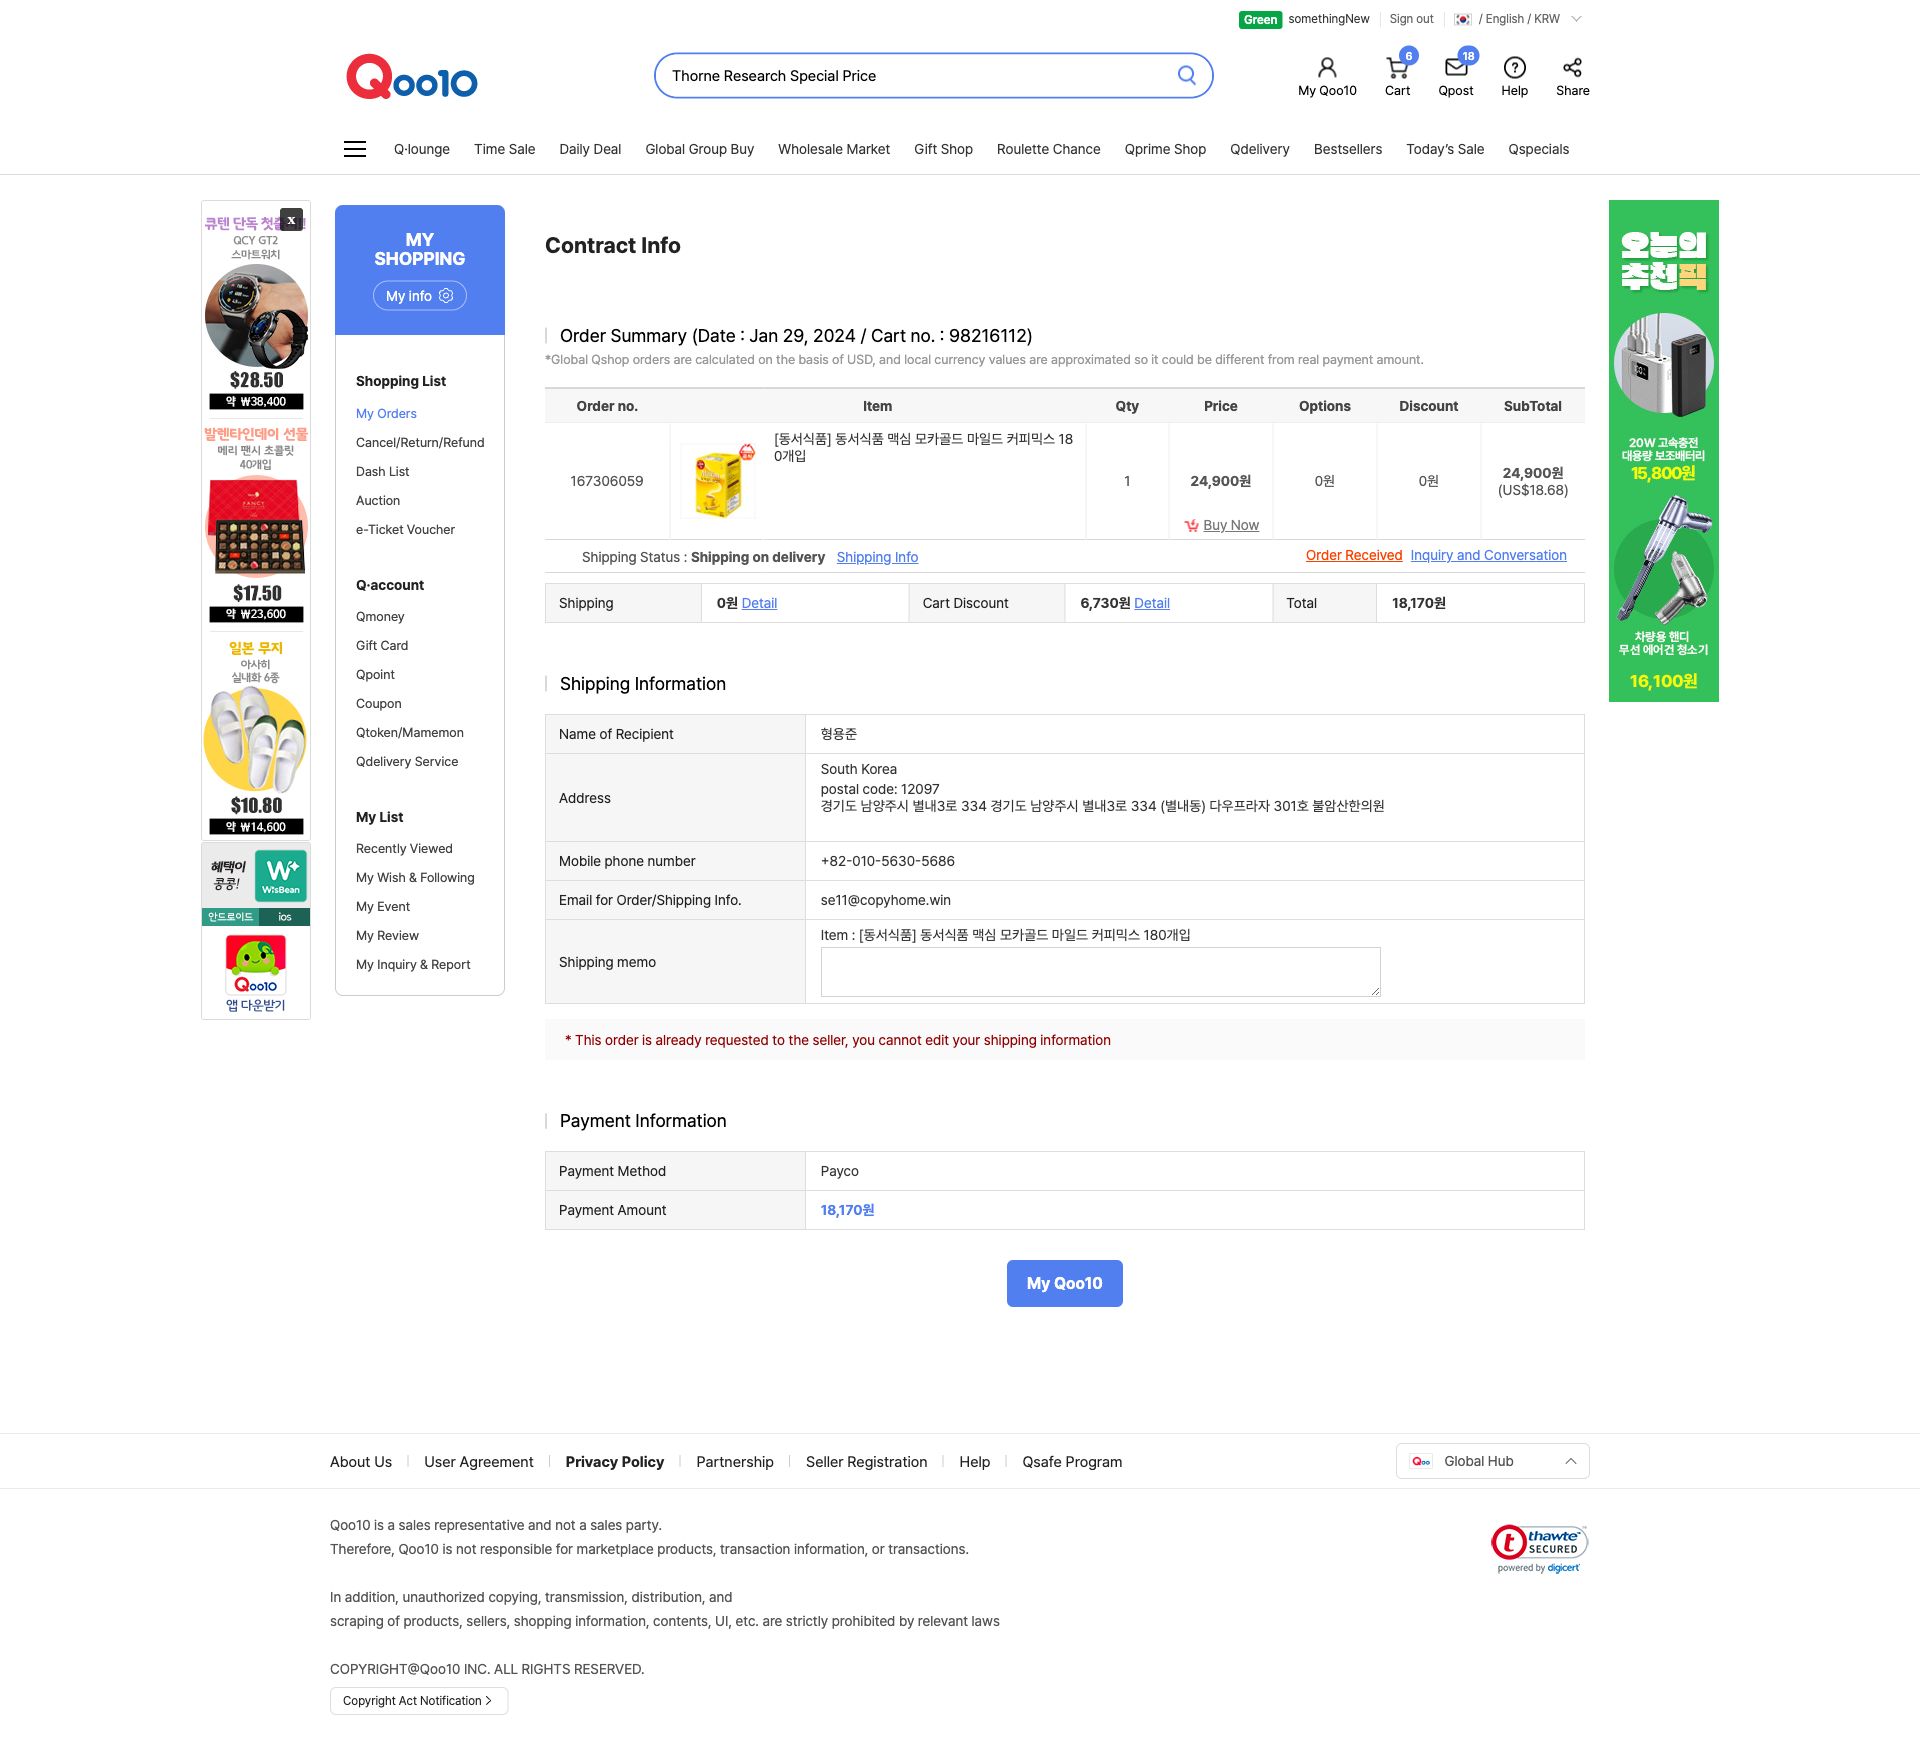 Green somethingNew Sign out / English / KRW
Qoo10
Thorne Research Special Price
6
18
My Qoo10 Cart Qpost Help Share
Q·lounge Time Sale Daily Deal Global Group Buy Wholesale Market Gift Shop Roulette Chance Qprime Shop Qdelivery Bestsellers Today's Sale Qspecials
x
QCY GT2
스마트워치
$28.50
약 ₩38,400
발렌타인데이 선물
메리 팬시 초콜릿
40개입
$17.50
약 ₩23,600
일본 무지
아사히
실내화 6종
$10.80
약 ₩14,600
혜택이
콩콩!
W
WisBean
안드로이드 ios
Qoo10
앱 다운받기
MY
SHOPPING
My info
Shopping List
My Orders
Cancel/Return/Refund
Dash List
Auction
e-Ticket Voucher
Q·account
Qmoney
Gift Card
Qpoint
Coupon
Qtoken/Mamemon
Qdelivery Service
My List
Recently Viewed
My Wish & Following
My Event
My Review
My Inquiry & Report
Contract Info
Order Summary (Date : Jan 29, 2024 / Cart no. : 98216112)
*Global Qshop orders are calculated on the basis of USD, and local currency values are approximated so it could be different from real payment amount.
Order no. Item Qty Price Options Discount SubTotal
167306059
[동서식품] 동서식품 맥심 모카골드 마일드 커피믹스 18
0개입
1
24,900원
Buy Now
0원
0원
24,900원
(US$18.68)
Shipping Status : Shipping on delivery Shipping Info
Order Received Inquiry and Conversation
Shipping 0원 Detail Cart Discount 6,730원 Detail Total 18,170원
Shipping Information
Name of Recipient 형용준
Address
South Korea
postal code: 12097
경기도 남양주시 별내3로 334 경기도 남양주시 별내3로 334 (별내동) 다우프라자 301호 불암산한의원
Mobile phone number +82-010-5630-5686
Email for Order/Shipping Info. se11@copyhome.win
Shipping memo
Item : [동서식품] 동서식품 맥심 모카골드 마일드 커피믹스 180개입
* This order is already requested to the seller, you cannot edit your shipping information
Payment Information
Payment Method Payco
Payment Amount 18,170원
My Qoo10
오늘의
추천픽
20W 고속충전
대용량 보조배터리
15,800원
차량용 핸디
무선 에어건 청소기
16,100원
About Us User Agreement Privacy Policy Partnership Seller Registration Help Qsafe Program
Qoo Global Hub
Qoo10 is a sales representative and not a sales party.
Therefore, Qoo10 is not responsible for marketplace products, transaction information, or transactions.
In addition, unauthorized copying, transmission, distribution, and
scraping of products, sellers, shopping information, contents, UI, etc. are strictly prohibited by relevant laws
COPYRIGHT@Qoo10 INC. ALL RIGHTS RESERVED.
Copyright Act Notification >
thawte
SECURED
powered by digicert